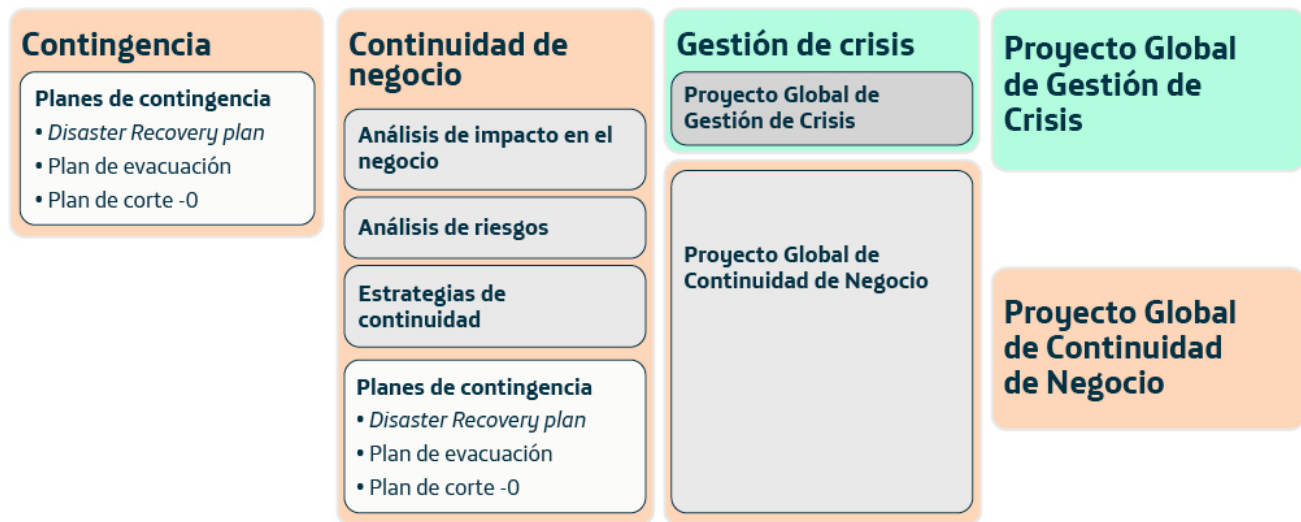 Contingencia
Planes de contingencia
• Disaster Recovery plan
• Plan de evacuación
• Plan de corte -0
Continuidad de
negocio
Análisis de impacto en el
negocio
Análisis de riesgos
Estrategias de
continuidad
Planes de contingencia
• Disaster Recovery plan
• Plan de evacuación
• Plan de corte -0
Gestión de crisis
Proyecto Global de
Gestión de Crisis
Proyecto Global de
Continuidad de Negocio
Proyecto Global
de Gestión de
Crisis
Proyecto Global
de Continuidad
de Negocio